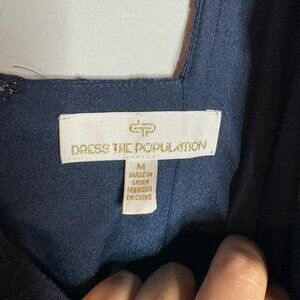 DRESS THE POPULATION
M
MADE IN
CHINA
FABRIQUE
EN CHINE